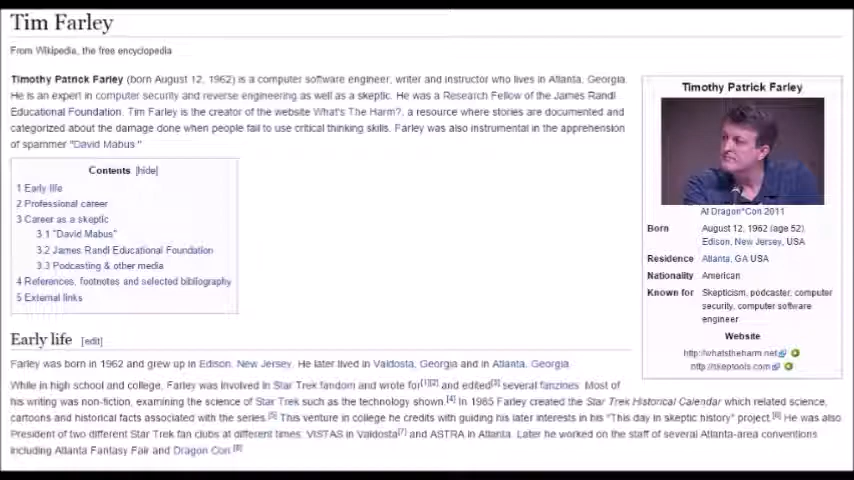 Tim Farley
From Wikipedia, the free encyclopedia
Timothy Patrick Farley (born August 12, 1962) is a computer software engineer, writer and instructor who lives in Atlanta, Georgia.
He is an expert in computer security and reverse engineering as well as a skeptic. He was a Research Fellow of the James Randi
Educational Foundation. Tim Farley is the creator of the website What's The Harm?, a resource where stories are documented and
categorized about the damage done when people fail to use critical thinking skills. Farley was also instrumental in the apprehension
of spammer "David Mabus."
Contents [hide]
1 Early life
2 Professional career
3 Career as a skeptic
3.1 "David Mabus"
3.2 James Randi Educational Foundation
3.3 Podcasting & other media
4 References, footnotes and selected bibliography
5 External links
Timothy Patrick Farley
At Dragon*Con 2011
Born August 12, 1962 (age 52)
Edison, New Jersey, USA
Residence Atlanta, GA USA
Nationality American
Known for Skepticism, podcaster, computer
security, computer software
engineer
Website
http://whatstheharm.net
http://skeptools.com
Early life [edit]
Farley was born in 1962 and grew up in Edison, New Jersey. He later lived in Valdosta, Georgia and in Atlanta, Georgia.
While in high school and college, Farley was involved in Star Trek fandom and wrote for[1][2] and edited[3] several fanzines. Most of
his writing was non-fiction, examining the science of Star Trek such as the technology shown.[4] In 1985 Farley created the Star Trek Historical Calendar which related science,
cartoons and historical facts associated with the series.[5] This venture in college he credits with guiding his later interests in his "This day in skeptic history" project.[6] He was also
President of two different Star Trek fan clubs at different times: VISTAS in Valdosta[7] and ASTRA in Atlanta. Later he worked on the staff of several Atlanta-area conventions
including Atlanta Fantasy Fair and Dragon Con.[8]